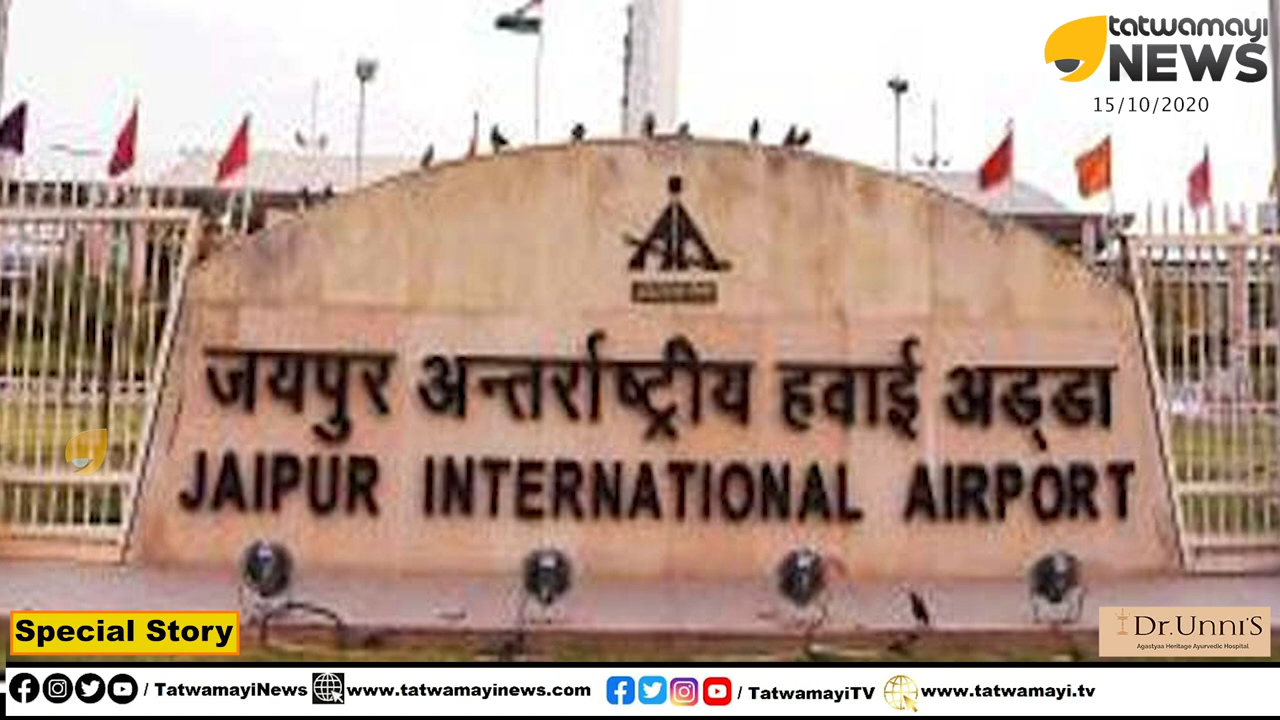 tatwamayi
NEWS
15/10/2020
जयपुर अन्तर्राष्ट्रीय हवाई अड्डा
JAIPUR INTERNATIONAL AIRPORT
Special Story
Dr.UNNI'S
Agastyaa Heritage Ayurvedic Hospital
/ TatwamayiNews www.tatwamayinews.com / TatwamayiTV www.tatwamayi.tv